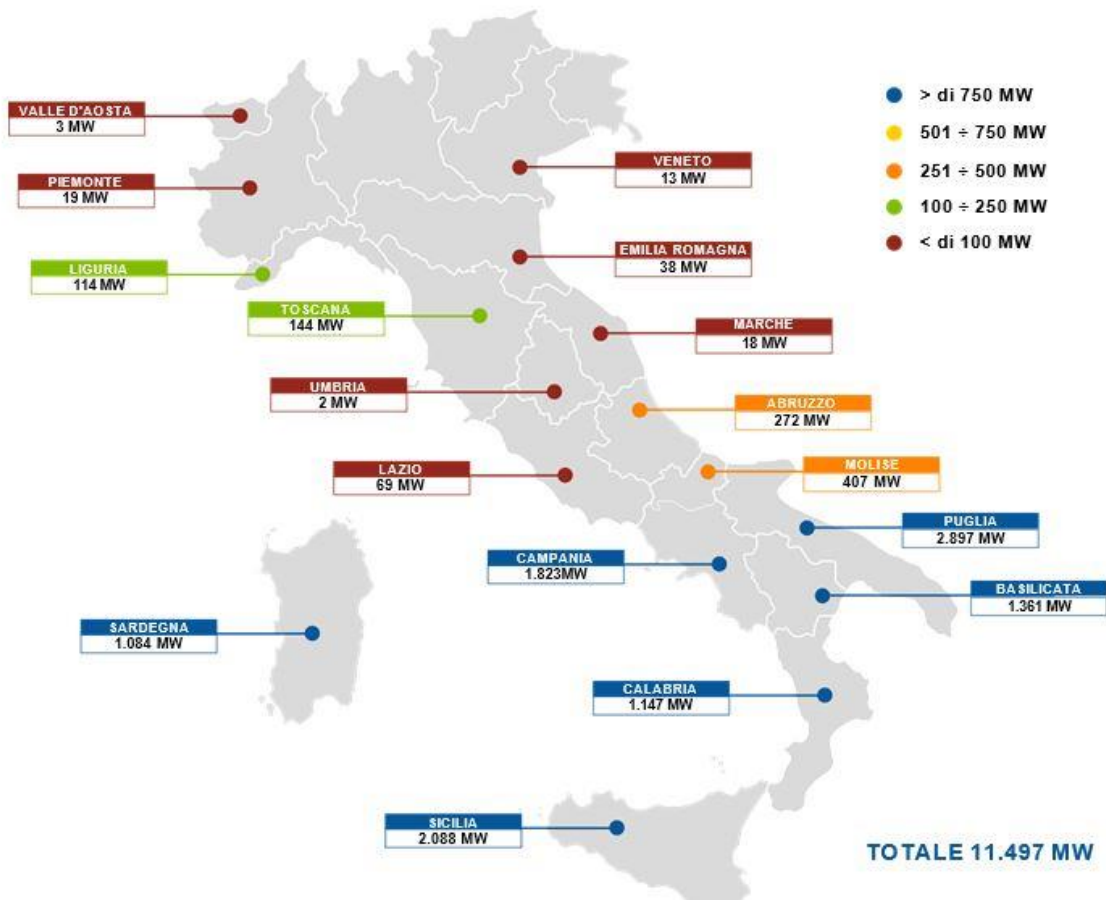 VALLE D'AOSTA
3 MW
PIEMONTE
19 MW
LIGURIA
114 MW
TOSCANA
144 MW
UMBRIA
2 MW
LAZIO
69 MW
VENETO
13 MW
EMILIA ROMAGNA
38 MW
MARCHE
18 MW
ABRUZZO
272 MW
MOLISE
407 MW
PUGLIA
2.897 MW
CAMPANIA
1.823MW
BASILICATA
1.361 MW
SARDEGNA
1.084 MW
CALABRIA
1.147 MW
SICILIA
2.088 MW
> di 750 MW
501 ÷ 750 MW
251 ÷ 500 MW
100 ÷ 250 MW
< di 100 MW
TOTALE 11.497 MW